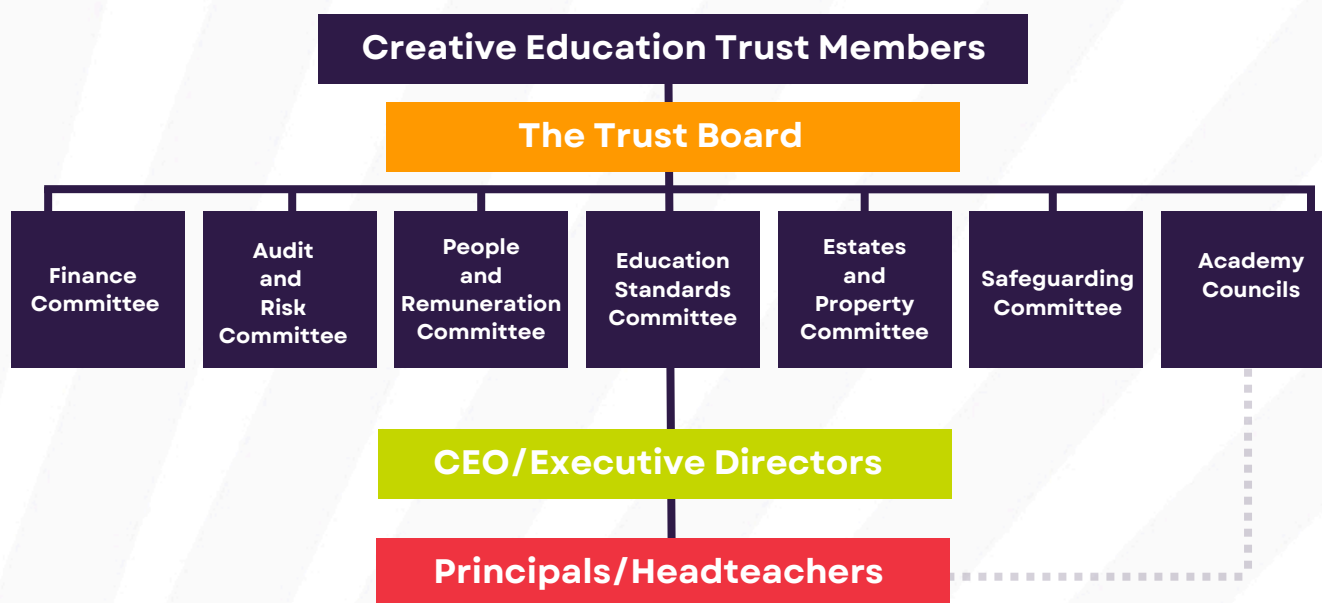 Creative Education Trust Members
The Trust Board
Finance
Committee
Audit
and
Risk
Committee
People
and
Remuneration
Committee
Education
Standards
Committee
Estates
and
Property
Committee
Safeguarding
Committee
Academy
Councils
CEO/Executive Directors
Principals/Headteachers